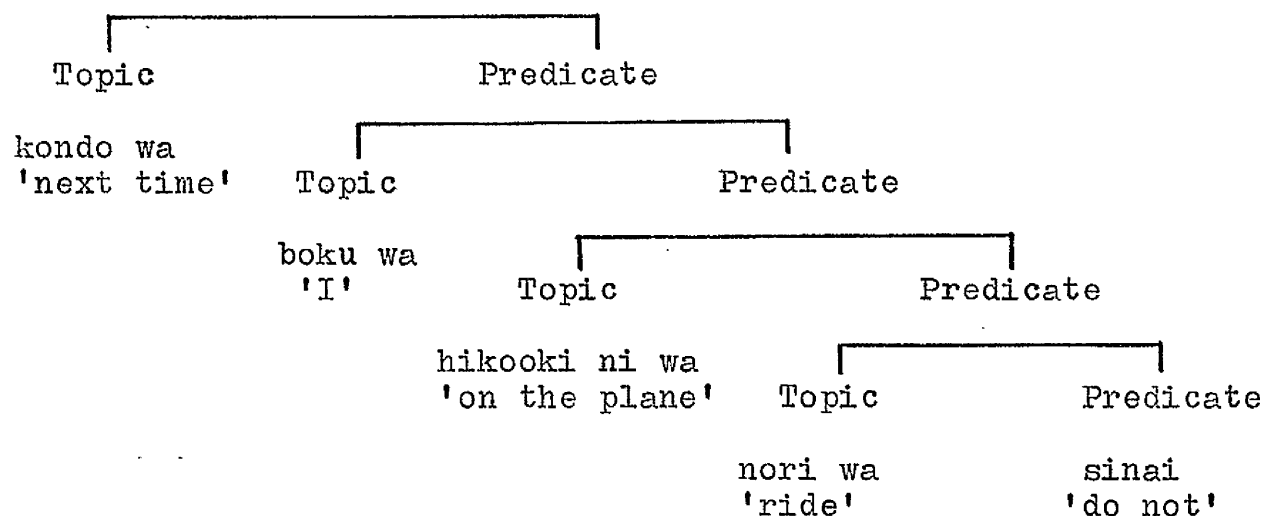 Topic Predicate
kondo wa
'next time' Topic Predicate
boku wa
'I' Topic Predicate
hikooki ni wa
'on the plane' Topic Predicate
nori wa sinai
'ride' 'do not'